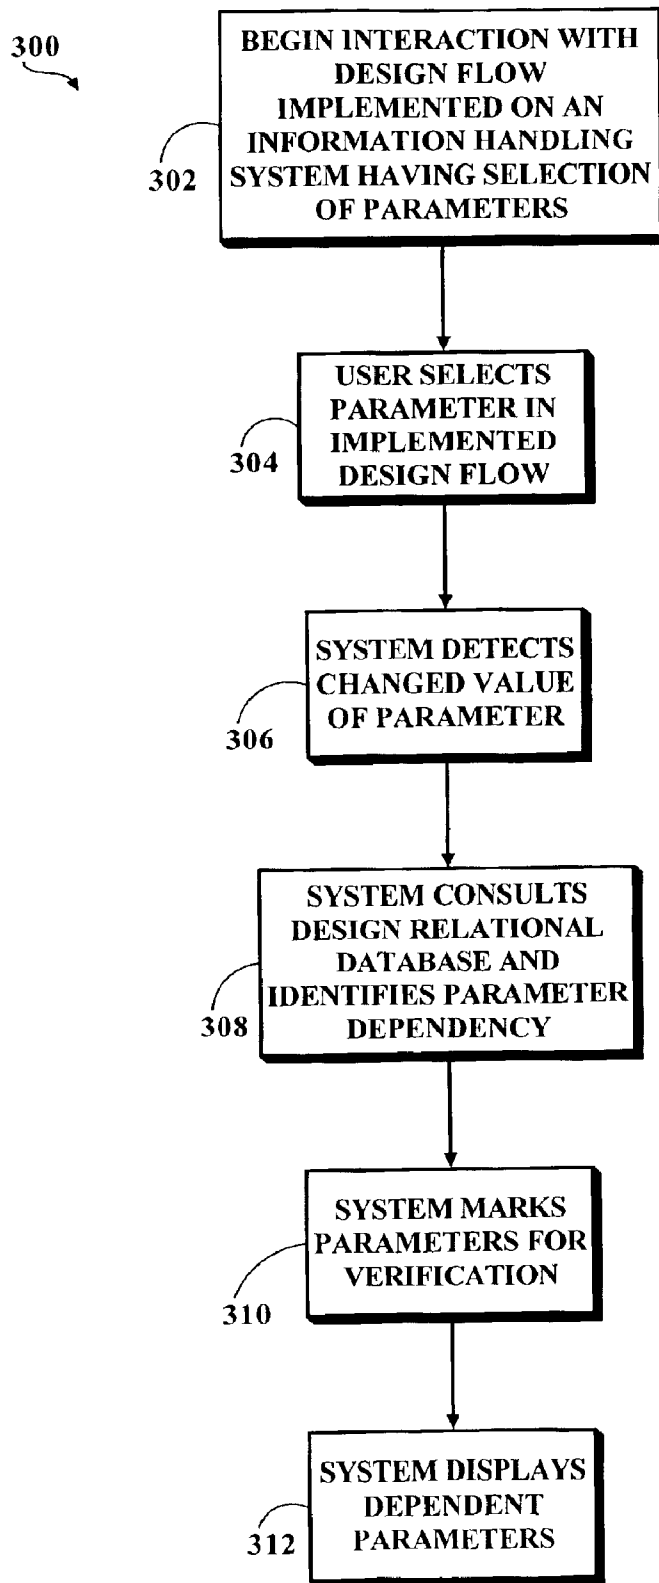 300
BEGIN INTERACTION WITH
DESIGN FLOW
IMPLEMENTED ON AN
INFORMATION HANDLING
SYSTEM HAVING SELECTION
OF PARAMETERS
302
USER SELECTS
PARAMETER IN
IMPLEMENTED
DESIGN FLOW
304
SYSTEM DETECTS
CHANGED VALUE
OF PARAMETER
306
SYSTEM CONSULTS
DESIGN RELATIONAL
DATABASE AND
IDENTIFIES PARAMETER
DEPENDENCY
308
SYSTEM MARKS
PARAMETERS FOR
VERIFICATION
310
SYSTEM DISPLAYS
DEPENDENT
PARAMETERS
312